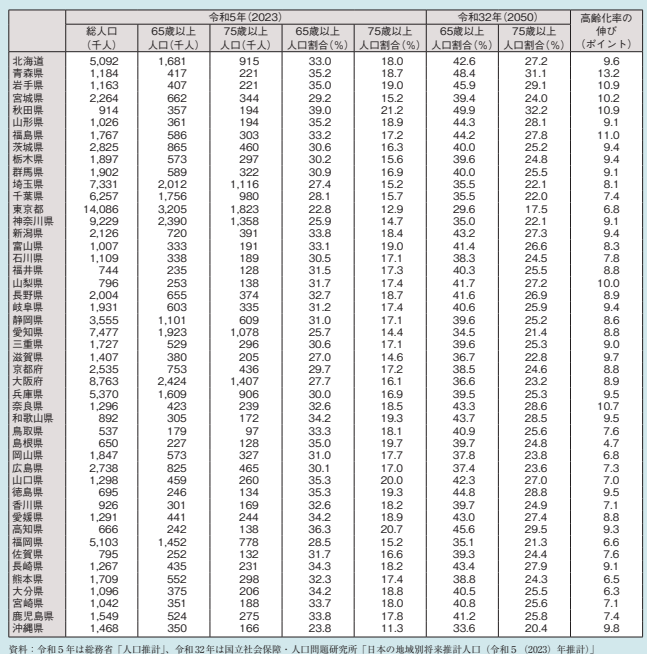 令和5年(2023) 令和32年(2050) 高齢化率の伸び(ポイント)
総人口(千人) 65歳以上人口(千人) 75歳以上人口(千人) 65歳以上人口割合(%) 75歳以上人口割合(%) 65歳以上人口割合(%) 75歳以上人口割合(%)
北海道 5,092 1,681 915 33.0 18.0 42.6 27.2 9.6
青森県 1,184 417 221 35.2 18.7 48.4 31.1 13.2
岩手県 1,163 407 221 35.0 19.0 45.9 29.1 10.9
宮城県 2,264 662 344 29.2 15.2 39.4 24.0 10.2
秋田県 914 357 194 39.0 21.2 49.9 32.2 10.9
山形県 1,026 361 194 35.2 18.9 44.3 28.1 9.1
福島県 1,767 586 303 33.2 17.2 44.2 27.8 11.0
茨城県 2,825 865 460 30.6 16.3 40.0 25.2 9.4
栃木県 1,897 573 297 30.2 15.6 39.6 24.8 9.4
群馬県 1,902 589 322 30.9 16.9 40.0 25.5 9.1
埼玉県 7,331 2,012 1,116 27.4 15.2 35.5 22.1 8.1
千葉県 6,257 1,756 980 28.1 15.7 35.5 22.0 7.4
東京都 14,086 3,205 1,823 22.8 12.9 29.6 17.5 6.8
神奈川県 9,229 2,390 1,358 25.9 14.7 35.0 22.1 9.1
新潟県 2,126 720 391 33.8 18.4 43.2 27.3 9.4
富山県 1,007 333 191 33.1 19.0 41.4 26.6 8.3
石川県 1,109 338 189 30.5 17.1 38.3 24.5 7.8
福井県 744 235 128 31.5 17.3 40.3 25.5 8.8
山梨県 796 253 138 31.7 17.4 41.7 27.2 10.0
長野県 2,004 655 374 32.7 18.7 41.6 26.9 8.9
岐阜県 1,931 603 335 31.2 17.4 40.6 25.9 9.4
静岡県 3,555 1,101 609 31.0 17.1 39.6 25.2 8.6
愛知県 7,477 1,923 1,078 25.7 14.4 34.5 21.4 8.8
三重県 1,727 529 296 30.6 17.1 39.6 25.3 9.0
滋賀県 1,407 380 205 27.0 14.6 36.7 22.8 9.7
京都府 2,535 753 436 29.7 17.2 38.5 24.6 8.8
大阪府 8,763 2,424 1,407 27.7 16.1 36.6 23.2 8.9
兵庫県 5,370 1,609 906 30.0 16.9 39.5 25.3 9.5
奈良県 1,296 423 239 32.6 18.5 43.3 28.6 10.7
和歌山県 892 305 172 34.2 19.3 43.7 28.5 9.5
鳥取県 537 179 97 33.3 18.1 40.9 25.6 7.6
島根県 650 227 128 35.0 19.7 39.7 24.8 4.7
岡山県 1,847 573 327 31.0 17.7 37.8 23.8 6.8
広島県 2,738 825 465 30.1 17.0 37.4 23.6 7.3
山口県 1,298 459 260 35.3 20.0 42.3 27.0 7.0
徳島県 695 246 134 35.3 19.3 44.8 28.8 9.5
香川県 926 301 169 32.6 18.2 39.7 24.9 7.1
愛媛県 1,291 441 244 34.2 18.9 43.0 27.4 8.8
高知県 666 242 138 36.3 20.7 45.6 29.5 9.3
福岡県 5,103 1,452 778 28.5 15.2 35.1 21.3 6.6
佐賀県 795 252 132 31.7 16.6 39.3 24.4 7.6
長崎県 1,267 435 231 34.3 18.2 43.4 27.9 9.1
熊本県 1,709 552 298 32.3 17.4 38.8 24.3 6.5
大分県 1,096 375 206 34.2 18.8 40.5 25.5 6.3
宮崎県 1,042 351 188 33.7 18.0 40.8 25.6 7.1
鹿児島県 1,549 524 275 33.8 17.8 41.2 25.8 7.4
沖縄県 1,468 350 166 23.8 11.3 33.6 20.4 9.8
資料:令和5年は総務省「人口推計」、令和32年は国立社会保障・人口問題研究所「日本の地域別将来推計人口(令和5(2023)年推計)」